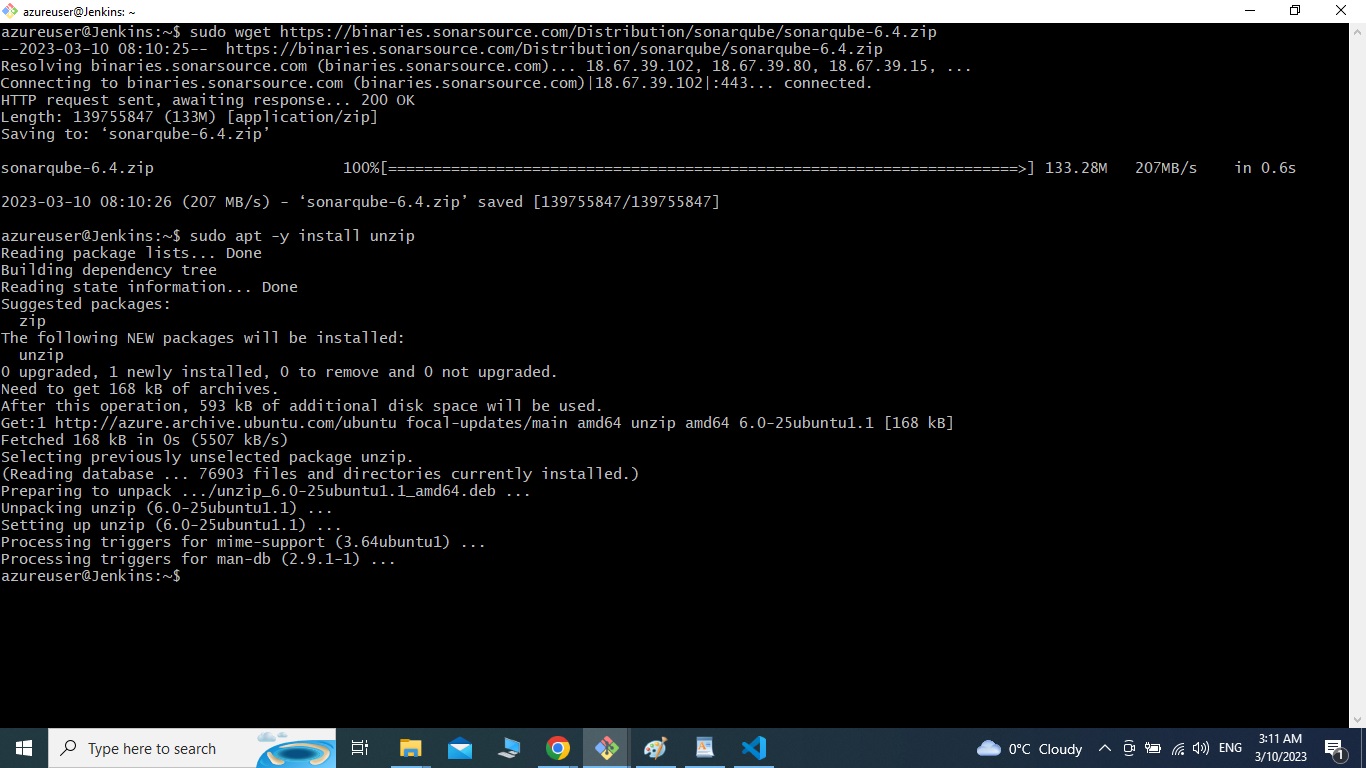 azureuser@Jenkins: ~
azureuser@Jenkins:~$ sudo wget https://binaries.sonarsource.com/Distribution/sonarqube/sonarqube-6.4.zip
--2023-03-10 08:10:25--  https://binaries.sonarsource.com/Distribution/sonarqube/sonarqube-6.4.zip
Resolving binaries.sonarsource.com (binaries.sonarsource.com)... 18.67.39.102, 18.67.39.80, 18.67.39.15, ...
Connecting to binaries.sonarsource.com (binaries.sonarsource.com)|18.67.39.102|:443... connected.
HTTP request sent, awaiting response... 200 OK
Length: 139755847 (133M) [application/zip]
Saving to: ‘sonarqube-6.4.zip’
sonarqube-6.4.zip                     100%[======================================================================>] 133.28M   207MB/s    in 0.6s
2023-03-10 08:10:26 (207 MB/s) - ‘sonarqube-6.4.zip’ saved [139755847/139755847]
azureuser@Jenkins:~$ sudo apt -y install unzip
Reading package lists... Done
Building dependency tree
Reading state information... Done
Suggested packages:
  zip
The following NEW packages will be installed:
  unzip
0 upgraded, 1 newly installed, 0 to remove and 0 not upgraded.
Need to get 168 kB of archives.
After this operation, 593 kB of additional disk space will be used.
Get:1 http://azure.archive.ubuntu.com/ubuntu focal-updates/main amd64 unzip amd64 6.0-25ubuntu1.1 [168 kB]
Fetched 168 kB in 0s (5507 kB/s)
Selecting previously unselected package unzip.
(Reading database ... 76903 files and directories currently installed.)
Preparing to unpack .../unzip_6.0-25ubuntu1.1_amd64.deb ...
Unpacking unzip (6.0-25ubuntu1.1) ...
Setting up unzip (6.0-25ubuntu1.1) ...
Processing triggers for mime-support (3.64ubuntu1) ...
Processing triggers for man-db (2.9.1-1) ...
azureuser@Jenkins:~$
Type here to search
0°C Cloudy
ENG
3:11 AM
3/10/2023
1